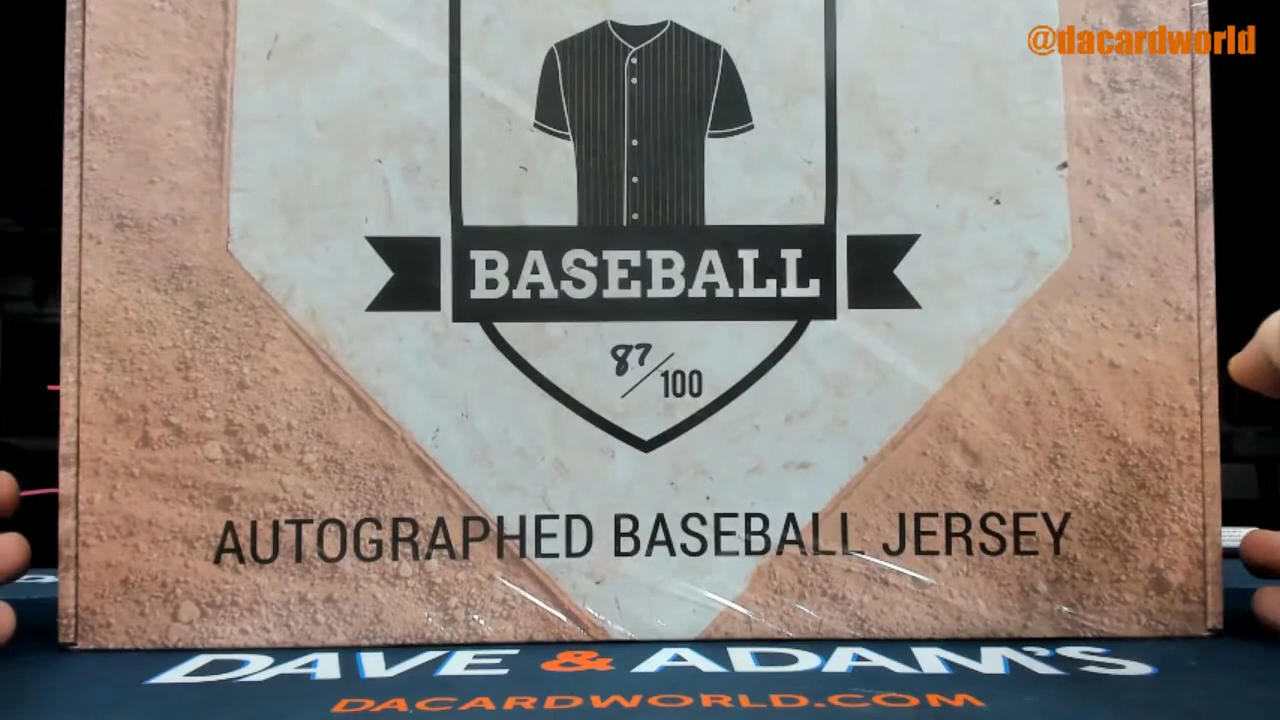 @dacardworld
BASEBALL
87/100
AUTOGRAPHED BASEBALL JERSEY
DAVE & ADAM'S
DACARDWORLD.COM